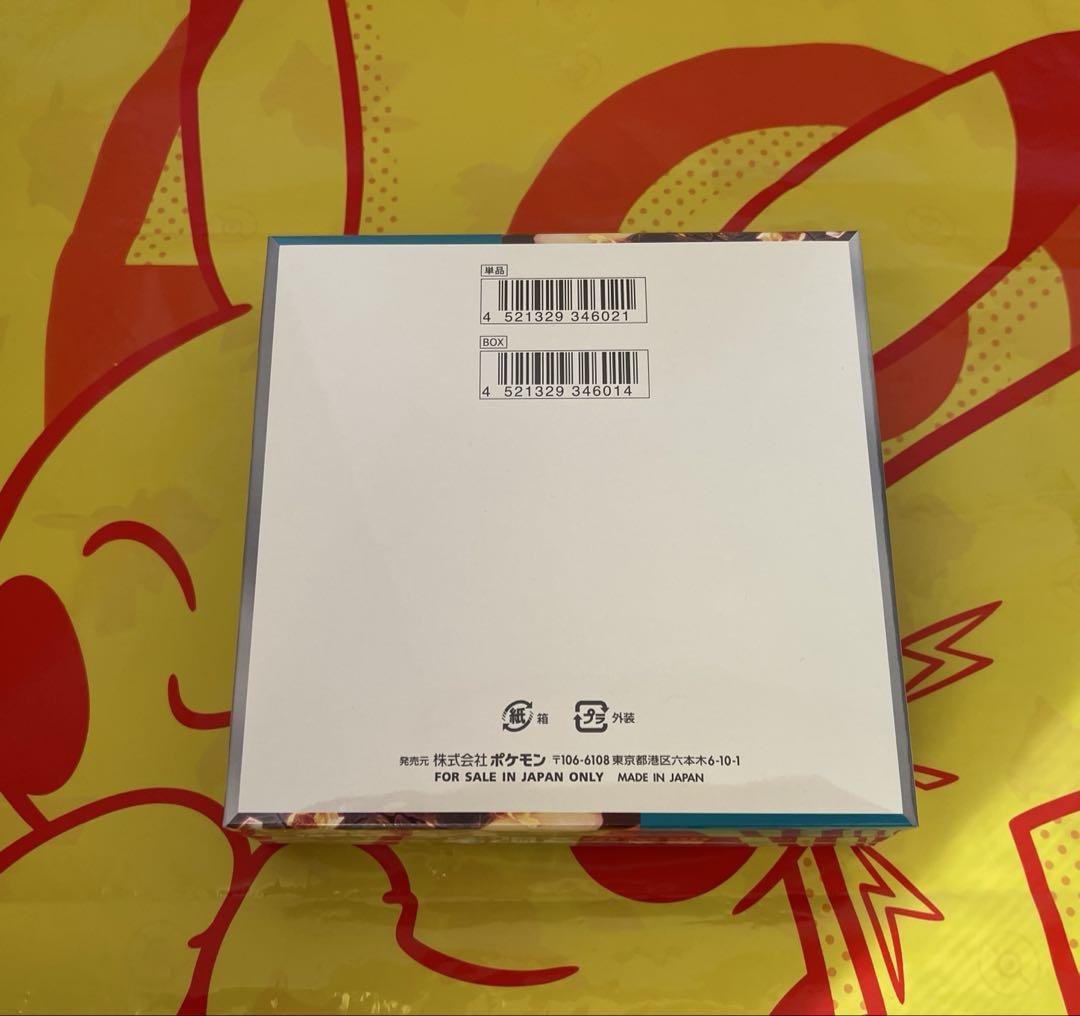 単品
4 521329 346021
BOX
4 521329 346014
紙 箱 プラ 外装
発売元 株式会社ポケモン 〒106-6108 東京都港区六本木6-10-1
FOR SALE IN JAPAN ONLY MADE IN JAPAN